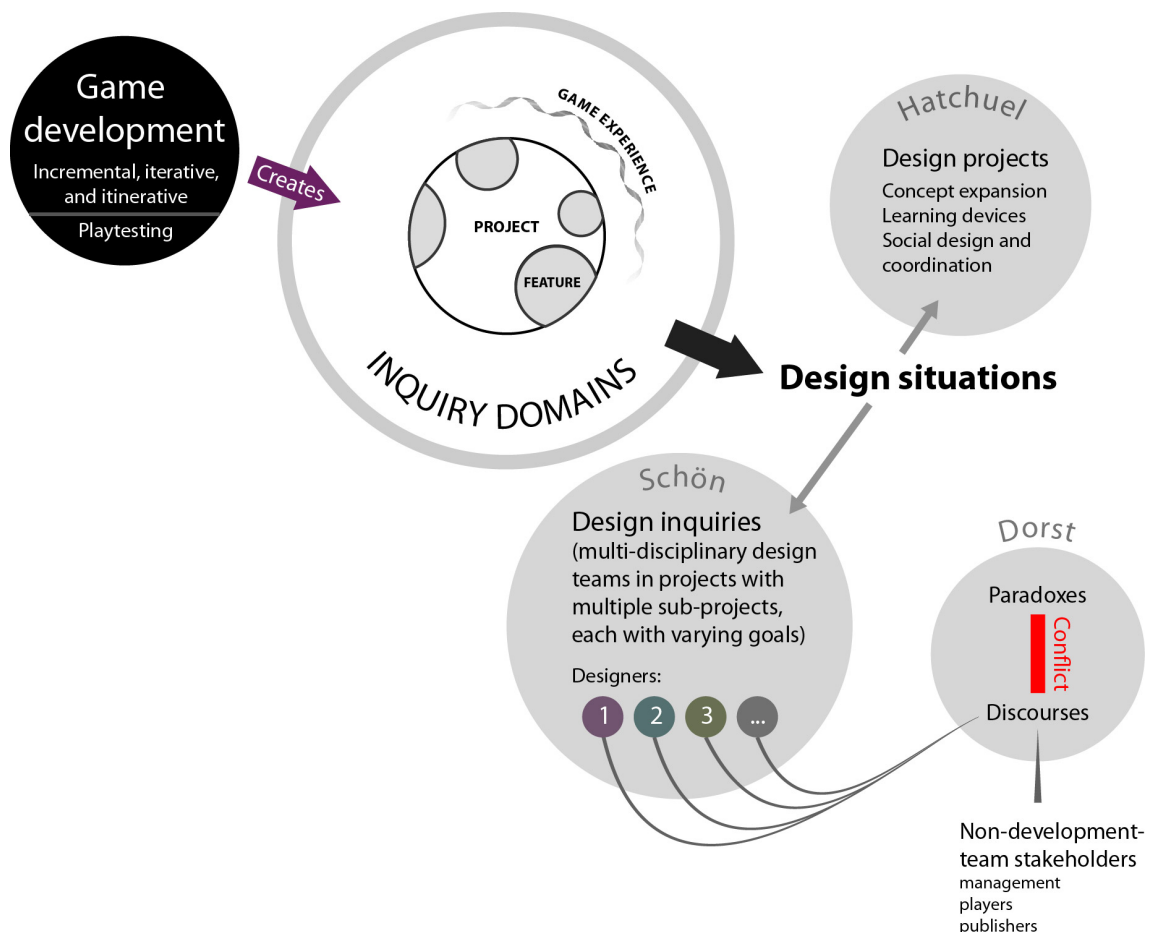 Game
development
Incremental, iterative,
and itinerative
Playtesting
Creates
GAME EXPERIENCE
PROJECT
FEATURE
INQUIRY DOMAINS
Design situations
Hatchuel
Design projects
Concept expansion
Learning devices
Social design and
coordination
Schön
Design inquiries
(multi-disciplinary design
teams in projects with
multiple sub-projects,
each with varying goals)
Designers:
1 2 3 ...
Dorst
Paradoxes
Conflict
Discourses
Non-development-
team stakeholders
management
players
publishers